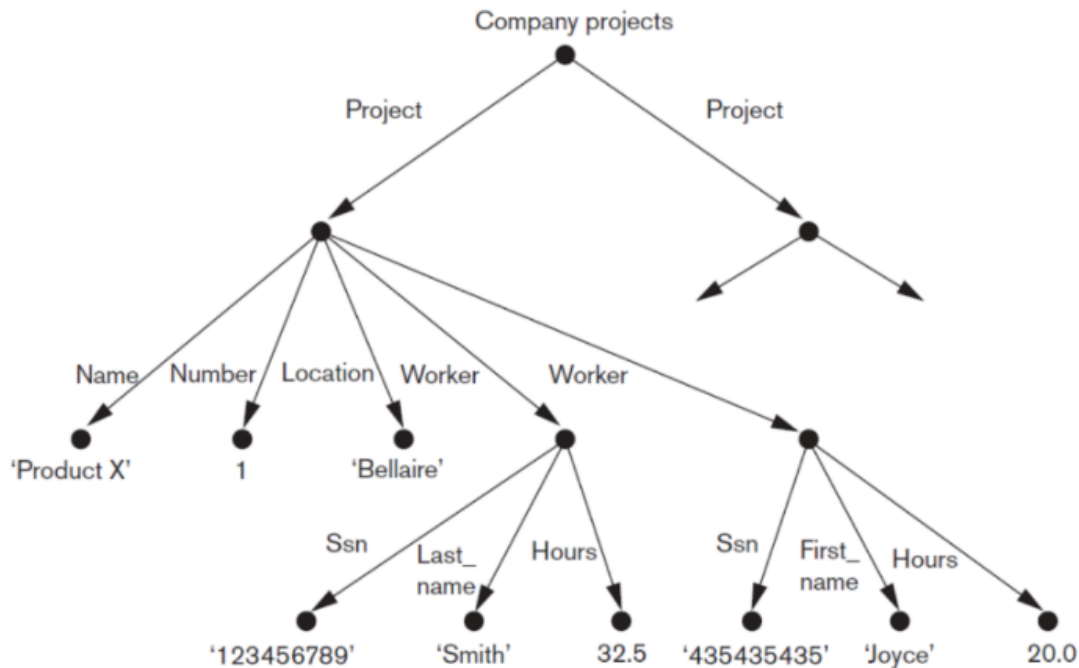 Company projects
Project Project
Name Number Location Worker Worker
‘Product X’ 1 ‘Bellaire’
Ssn Last_ name Hours Ssn First_ name Hours
‘123456789’ ‘Smith’ 32.5 ‘435435435’ ‘Joyce’ 20.0